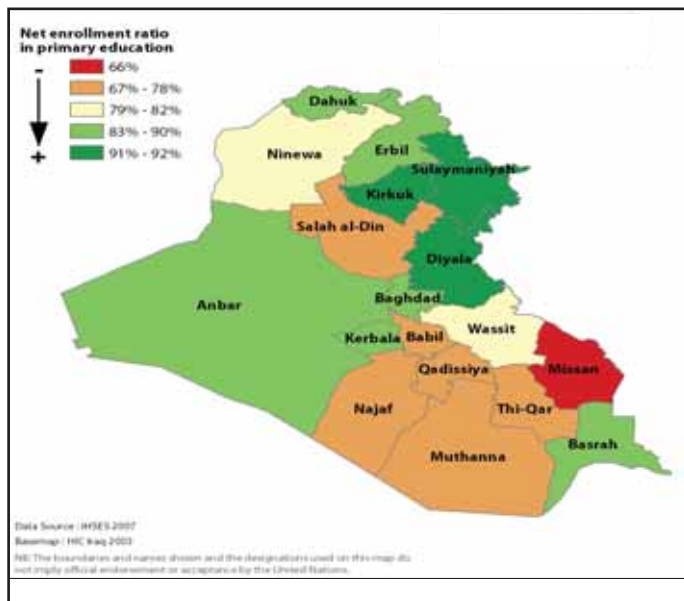 Net enrollment ratio
in primary education
-
66%
67% - 78%
79% - 82%
83% - 90%
91% - 92%
+
Dahuk
Ninewa
Erbil
Sulaymaniyah
Kirkuk
Salah al-Din
Diyala
Anbar
Baghdad
Wassit
Kerbala
Babil
Qadissiya
Missan
Najaf
Thi-Qar
Basrah
Muthanna
Data Source : IHSES 2007
Basemap : HIC Iraq 2003
NB: The boundaries and names shown and the designations used on this map do
not imply official endorsement or acceptance by the United Nations.